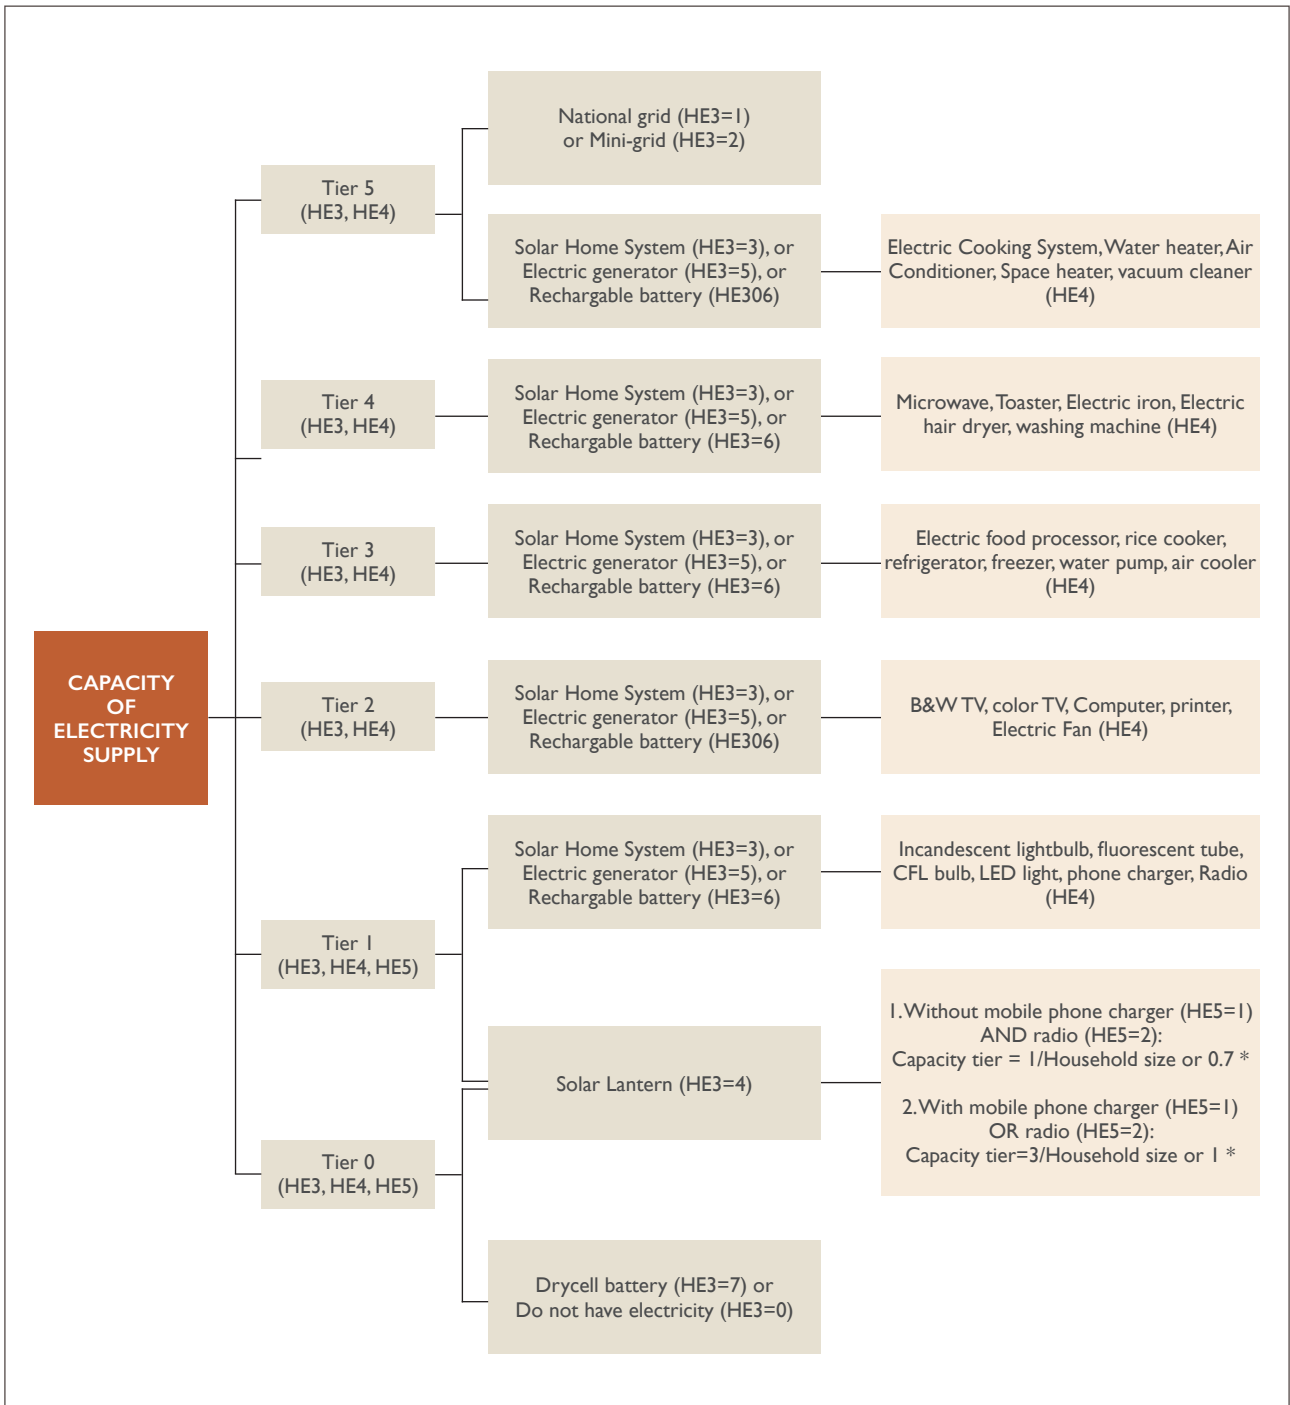 National grid (HE3=1)
or Mini-grid (HE3=2)
Tier 5
(HE3, HE4)
Solar Home System (HE3=3), or
Electric generator (HE3=5), or
Rechargable battery (HE306)
Electric Cooking System, Water heater, Air
Conditioner, Space heater, vacuum cleaner
(HE4)
Tier 4
(HE3, HE4)
Solar Home System (HE3=3), or
Electric generator (HE3=5), or
Rechargable battery (HE3=6)
Microwave, Toaster, Electric iron, Electric
hair dryer, washing machine (HE4)
Tier 3
(HE3, HE4)
Solar Home System (HE3=3), or
Electric generator (HE3=5), or
Rechargable battery (HE3=6)
Electric food processor, rice cooker,
refrigerator, freezer, water pump, air cooler
(HE4)
CAPACITY
OF
ELECTRICITY
SUPPLY
Tier 2
(HE3, HE4)
Solar Home System (HE3=3), or
Electric generator (HE3=5), or
Rechargable battery (HE306)
B&W TV, color TV, Computer, printer,
Electric Fan (HE4)
Tier 1
(HE3, HE4, HE5)
Solar Home System (HE3=3), or
Electric generator (HE3=5), or
Rechargable battery (HE3=6)
Incandescent lightbulb, fluorescent tube,
CFL bulb, LED light, phone charger, Radio
(HE4)
Solar Lantern (HE3=4)
1. Without mobile phone charger (HE5=1)
AND radio (HE5=2):
Capacity tier = 1/Household size or 0.7 *
2. With mobile phone charger (HE5=1)
OR radio (HE5=2):
Capacity tier=3/Household size or 1 *
Tier 0
(HE3, HE4, HE5)
Drycell battery (HE3=7) or
Do not have electricity (HE3=0)